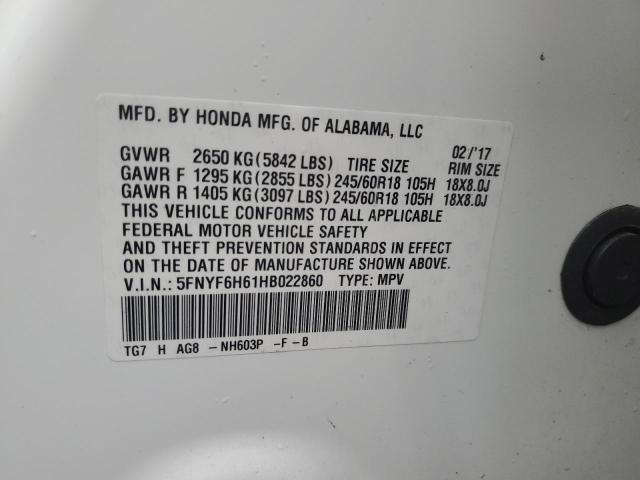 MFD. BY HONDA MFG. OF ALABAMA, LLC
02/'17
GVWR 2650 KG (5842 LBS) TIRE SIZE RIM SIZE
GAWR F 1295 KG (2855 LBS) 245/60R18 105H 18X8.0J
GAWR R 1405 KG (3097 LBS) 245/60R18 105H 18X8.0J
THIS VEHICLE CONFORMS TO ALL APPLICABLE
FEDERAL MOTOR VEHICLE SAFETY
AND THEFT PREVENTION STANDARDS IN EFFECT
ON THE DATE OF MANUFACTURE SHOWN ABOVE.
V.I.N.: 5FNYF6H61HB022860 TYPE: MPV
TG7 H AG8 -NH603P -F-B